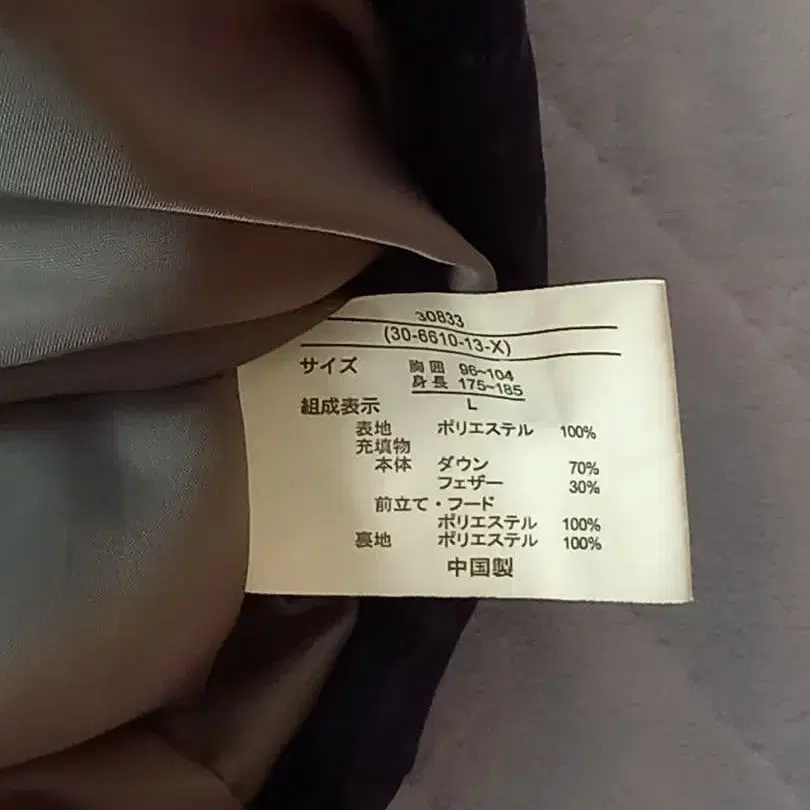 30833
(30-6610-13-X)
サイズ 胸囲 96~104
身長 175~185
L
組成表示
表地 ポリエステル 100%
充填物
本体 ダウン 70%
フェザー 30%
前立て・フード
ポリエステル 100%
裏地 ポリエステル 100%
中国製